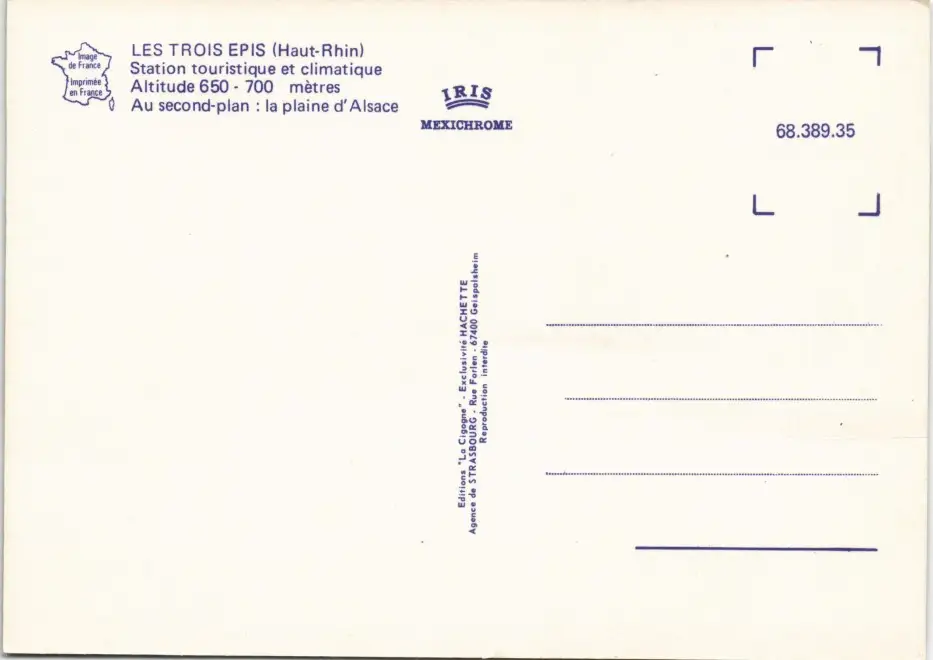 Image
de France
Imprimée
en France
LES TROIS EPIS (Haut-Rhin)
Station touristique et climatique
Altitude 650 - 700 mètres
Au second-plan : la plaine d'Alsace
IRIS
MEXICHROME
68.389.35
Editions "La Cigogne" - Exclusivité HACHETTE
Agence de STRASBOURG - Rue Forlen - 67400 Geispolsheim
Reproduction interdite